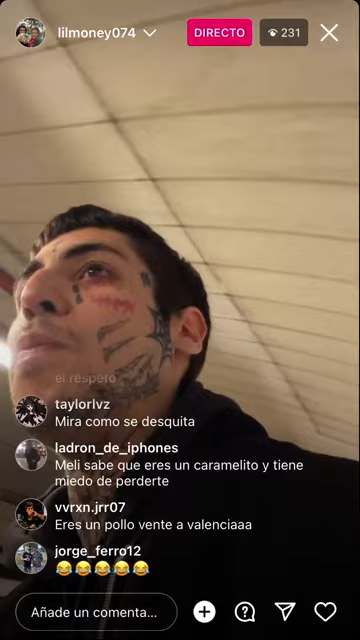 lilmoney074
DIRECTO
231
el respeto
taylorlvz
Mira como se desquita
ladron_de_iphones
Meli sabe que eres un caramelito y tiene
miedo de perderte
vvrxn.jrr07
Eres un pollo vente a valenciaaa
jorge_ferro12
😂😂😂😂😂
Añade un comenta...